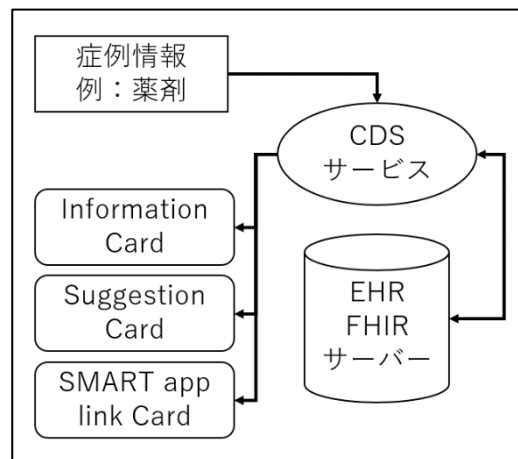 症例情報
例：薬剤
CDS
サービス
Information
Card
Suggestion
Card
SMART app
link Card
EHR
FHIR
サーバー